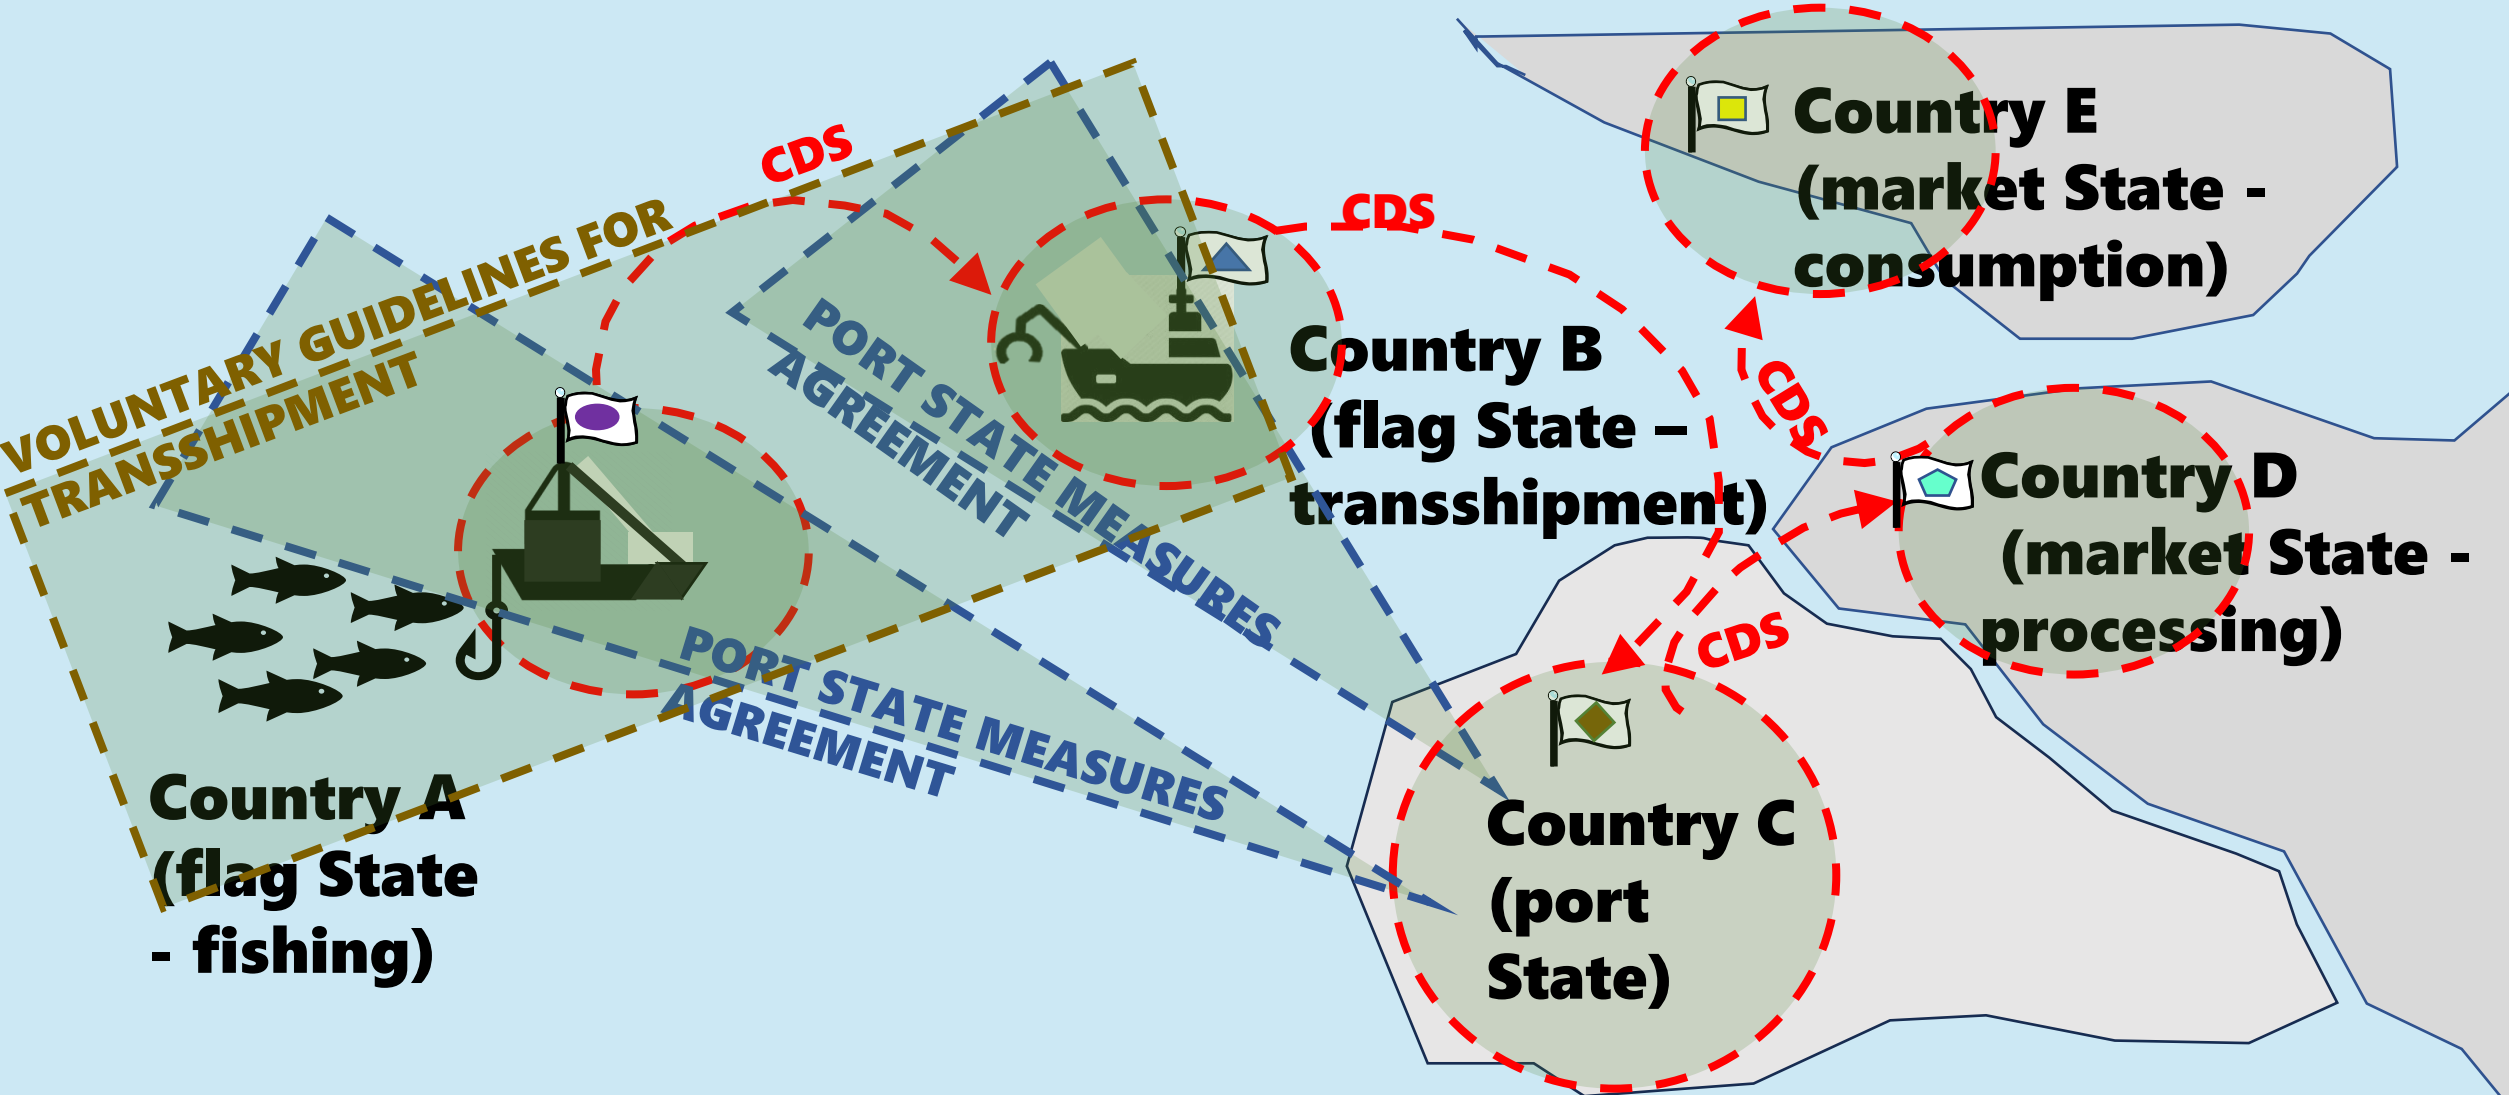 VOLUNTARY GUIDELINES FOR
TRANSSHIPMENT
CDS
CDS
PORT STATE MEASURES
AGREEMENT
PORT STATE MEASURES
AGREEMENT
Country A
(flag State
- fishing)
Country B
(flag State –
transshipment)
Country E
(market State -
consumption)
CDS
Country D
(market State -
processing)
CDS
Country C
(port
State)